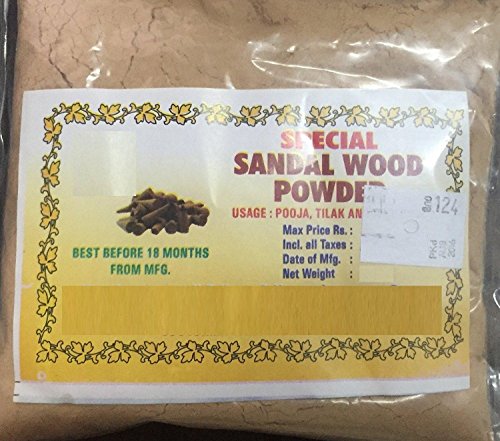 SPECIAL
SANDAL WOOD
POWDER
USAGE : POOJA, TILAK AN
Max Price Rs. :
Incl. all Taxes :
Date of Mfg. :
Net Weight :
BEST BEFORE 18 MONTHS
FROM MFG.
124
PKd